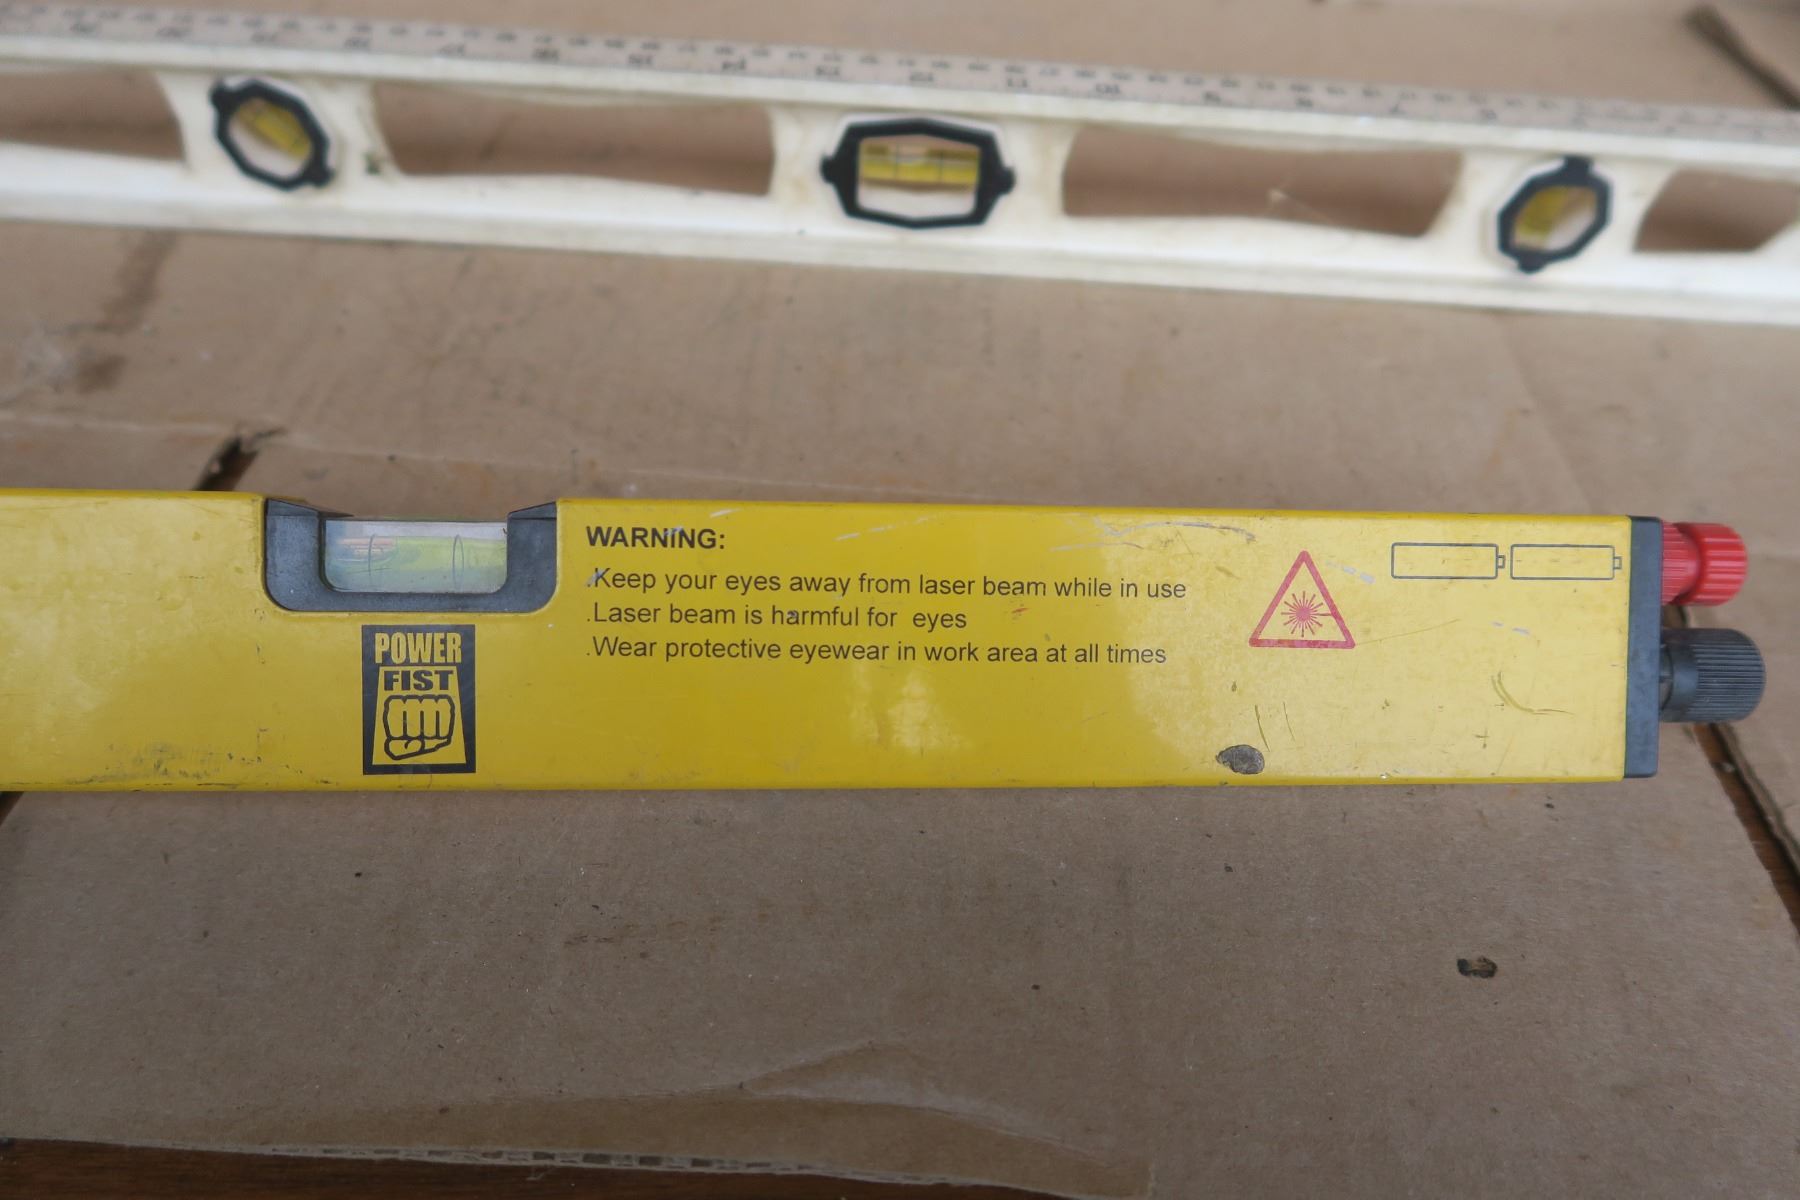 WARNING:
.Keep your eyes away from laser beam while in use
.Laser beam is harmful for eyes
.Wear protective eyewear in work area at all times
POWER
FIST